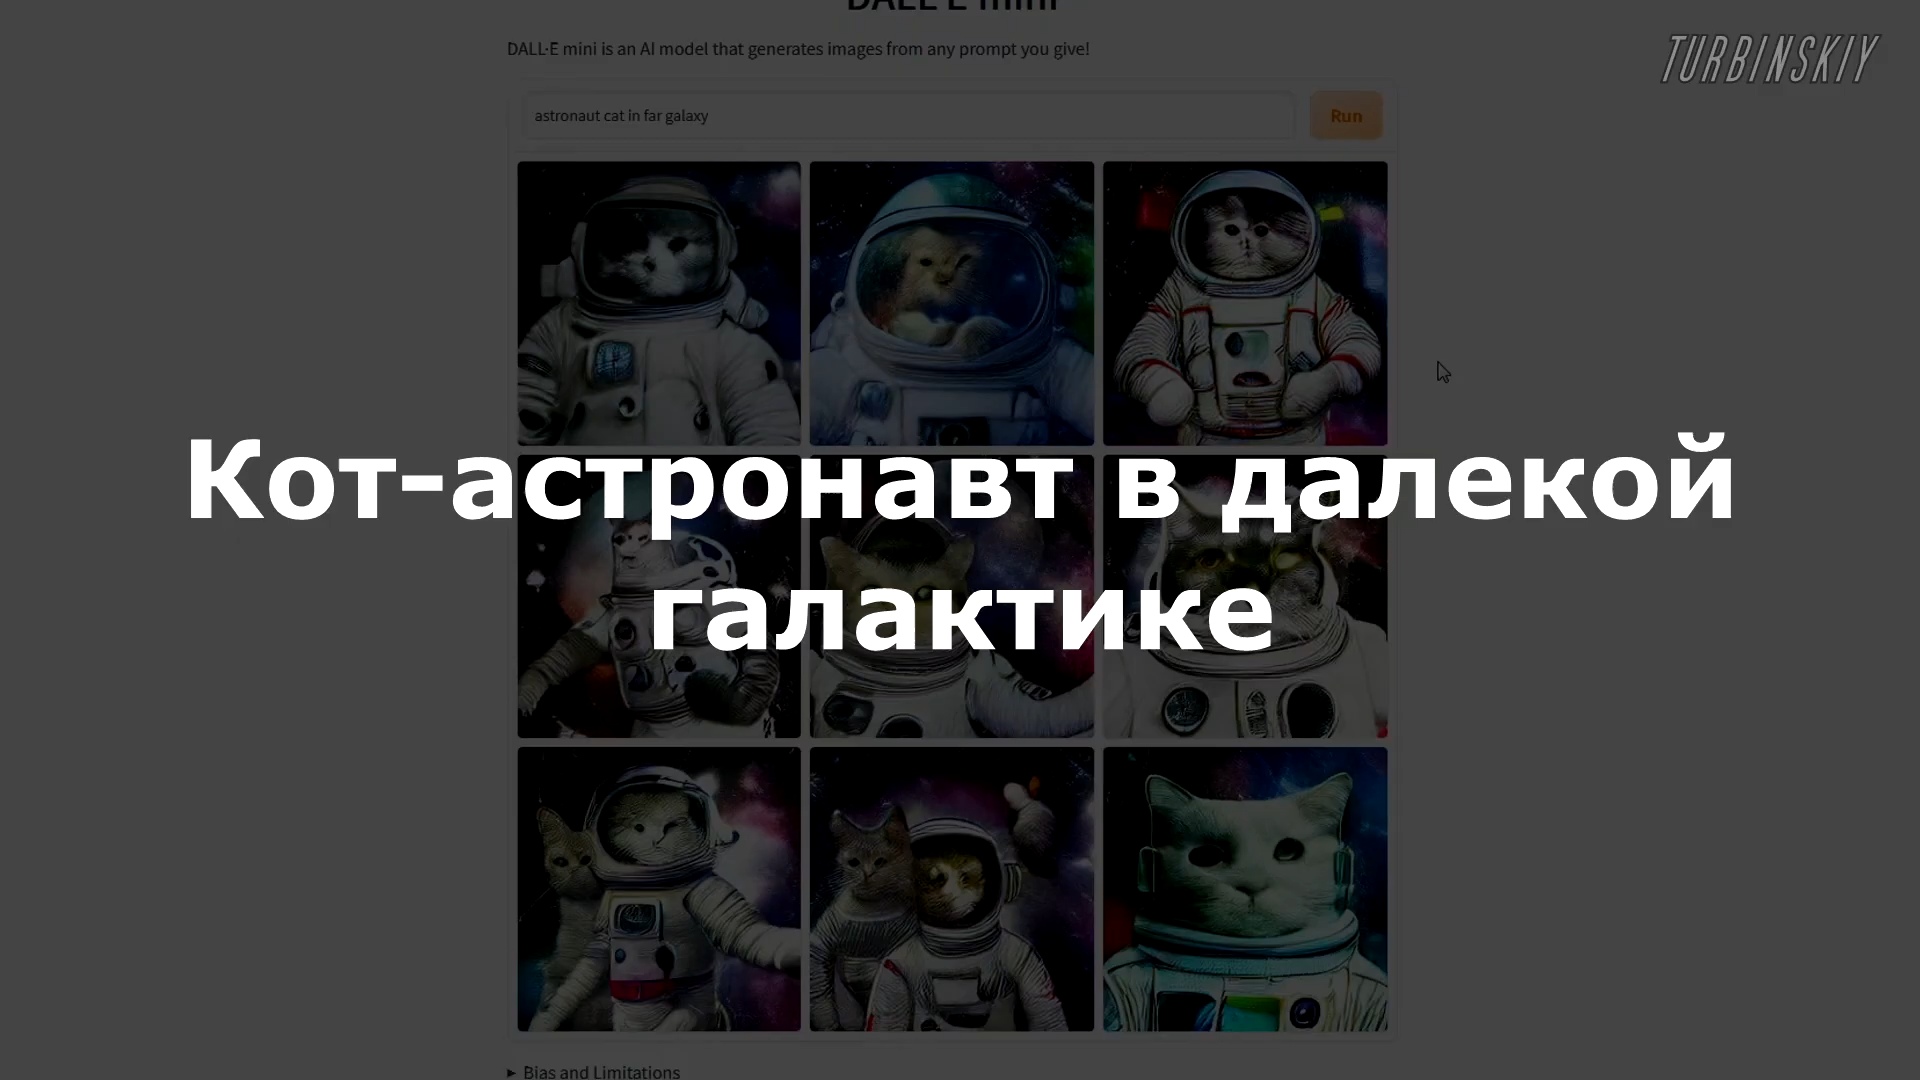 DALL·E mini
TURBINSKIY
DALL·E mini is an AI model that generates images from any prompt you give!
astronaut cat in far galaxy
Run
Кот-астронавт в далекой
галактике
► Bias and Limitations